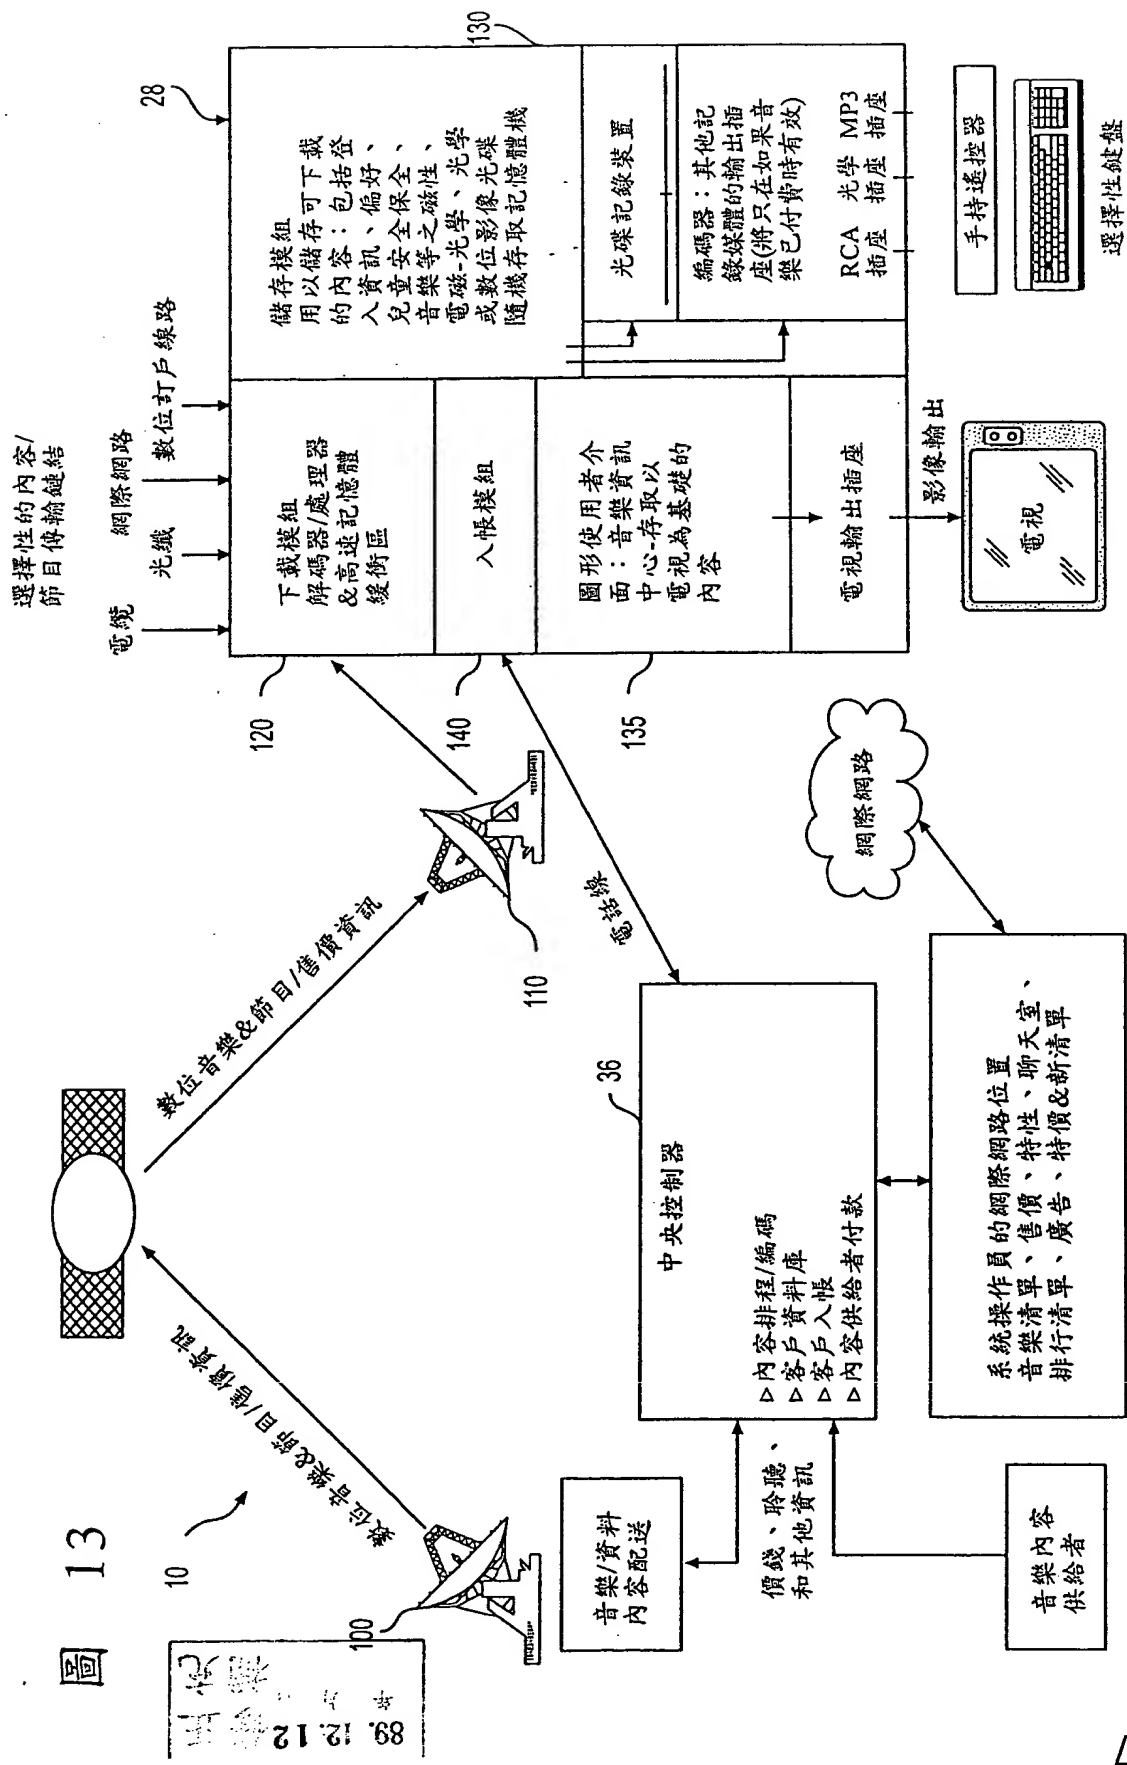 圖 13
10
89.12.12
100
數位音樂&節目/售價資訊
數位音樂&節目/售價資訊
110
選擇性的內容/
節目傳輸鏈結
電纜
光纖
網際網路
數位訂戶線路
28
120
下載模組
解碼器/處理器
&高速記憶體
緩衝區
140
入帳模組
135
圖形使用者介
面：音樂資訊
中心-存取以
電視為基礎的
內容
電視輸出插座
影像輸出
電視
130
儲存模組
用以儲存可下載
的內容：包括登
入資訊、偏好、
兒童安全保全、
音樂等之磁性、
電磁-光學、光學
或數位影像光碟
隨機存取記憶體機
光碟記錄裝置
編碼器：其他記
錄媒體的輸出插
座(將只在如果音
樂已付費時有效)
RCA 光學 MP3
插座 插座 插座
手持遙控器
選擇性鍵盤
電話線
36
中央控制器
▷內容排程/編碼
▷客戶資料庫
▷客戶入帳
▷內容供給者付款
音樂/資料
內容配送
價錢、聆聽、
和其他資訊
音樂內容
供給者
系統操作員的網際網路位置
音樂清單、售價、特性、聊天室、
排行清單、廣告、特價&新清單
網際網路